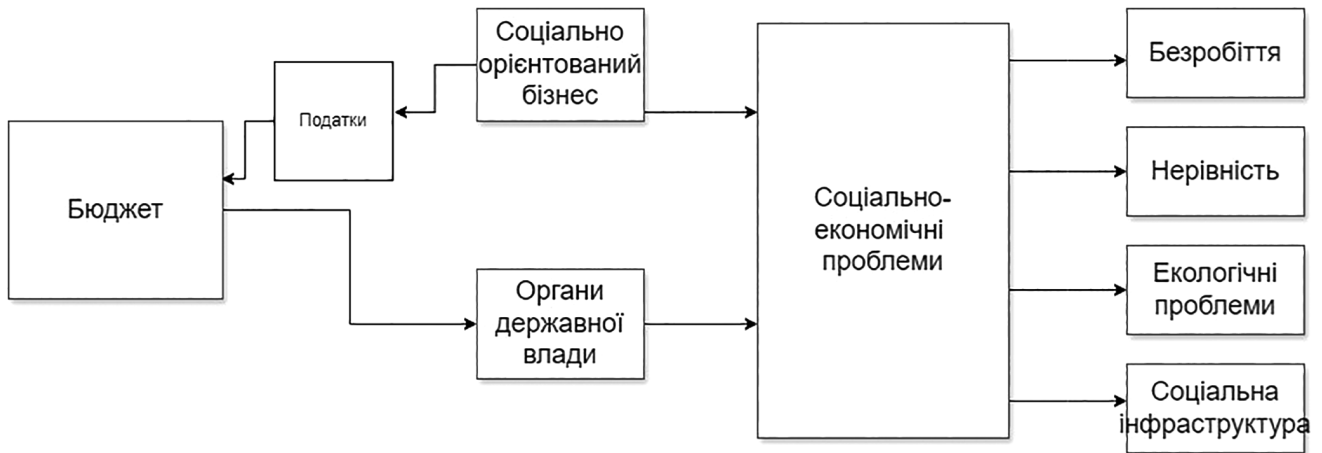 Соціально
орієнтований
бізнес
Податки
Бюджет
Органи
державної
влади
Соціально-
економічні
проблеми
Безробіття
Нерівність
Екологічні
проблеми
Соціальна
інфраструктура